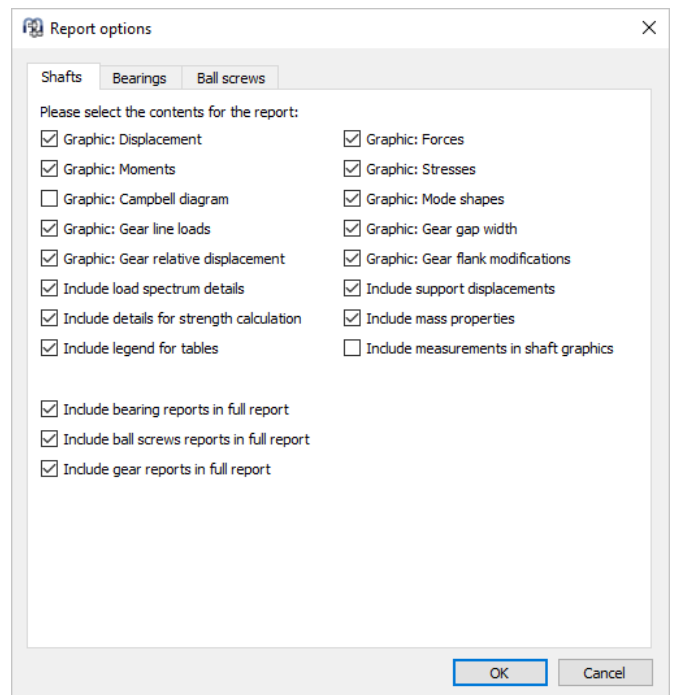 Report options
Shafts Bearings Ball screws
Please select the contents for the report:
Graphic: Displacement Graphic: Forces
Graphic: Moments Graphic: Stresses
Graphic: Campbell diagram Graphic: Mode shapes
Graphic: Gear line loads Graphic: Gear gap width
Graphic: Gear relative displacement Graphic: Gear flank modifications
Include load spectrum details Include support displacements
Include details for strength calculation Include mass properties
Include legend for tables Include measurements in shaft graphics
Include bearing reports in full report
Include ball screws reports in full report
Include gear reports in full report
OK Cancel